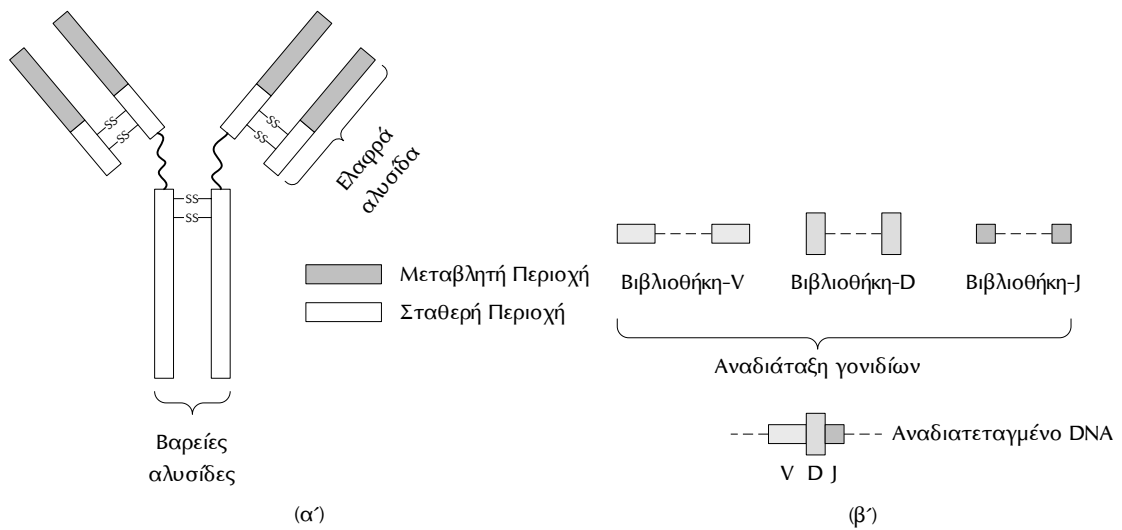 SS
SS
SS
SS
SS
SS
Ελαφρά
αλυσίδα
Μεταβλητή Περιοχή
Σταθερή Περιοχή
Βαρείες
αλυσίδες
(α΄)
Βιβλιοθήκη-V
Βιβλιοθήκη-D
Βιβλιοθήκη-J
Αναδιάταξη γονιδίων
Αναδιατεταγμένο DNA
V D J
(β΄)